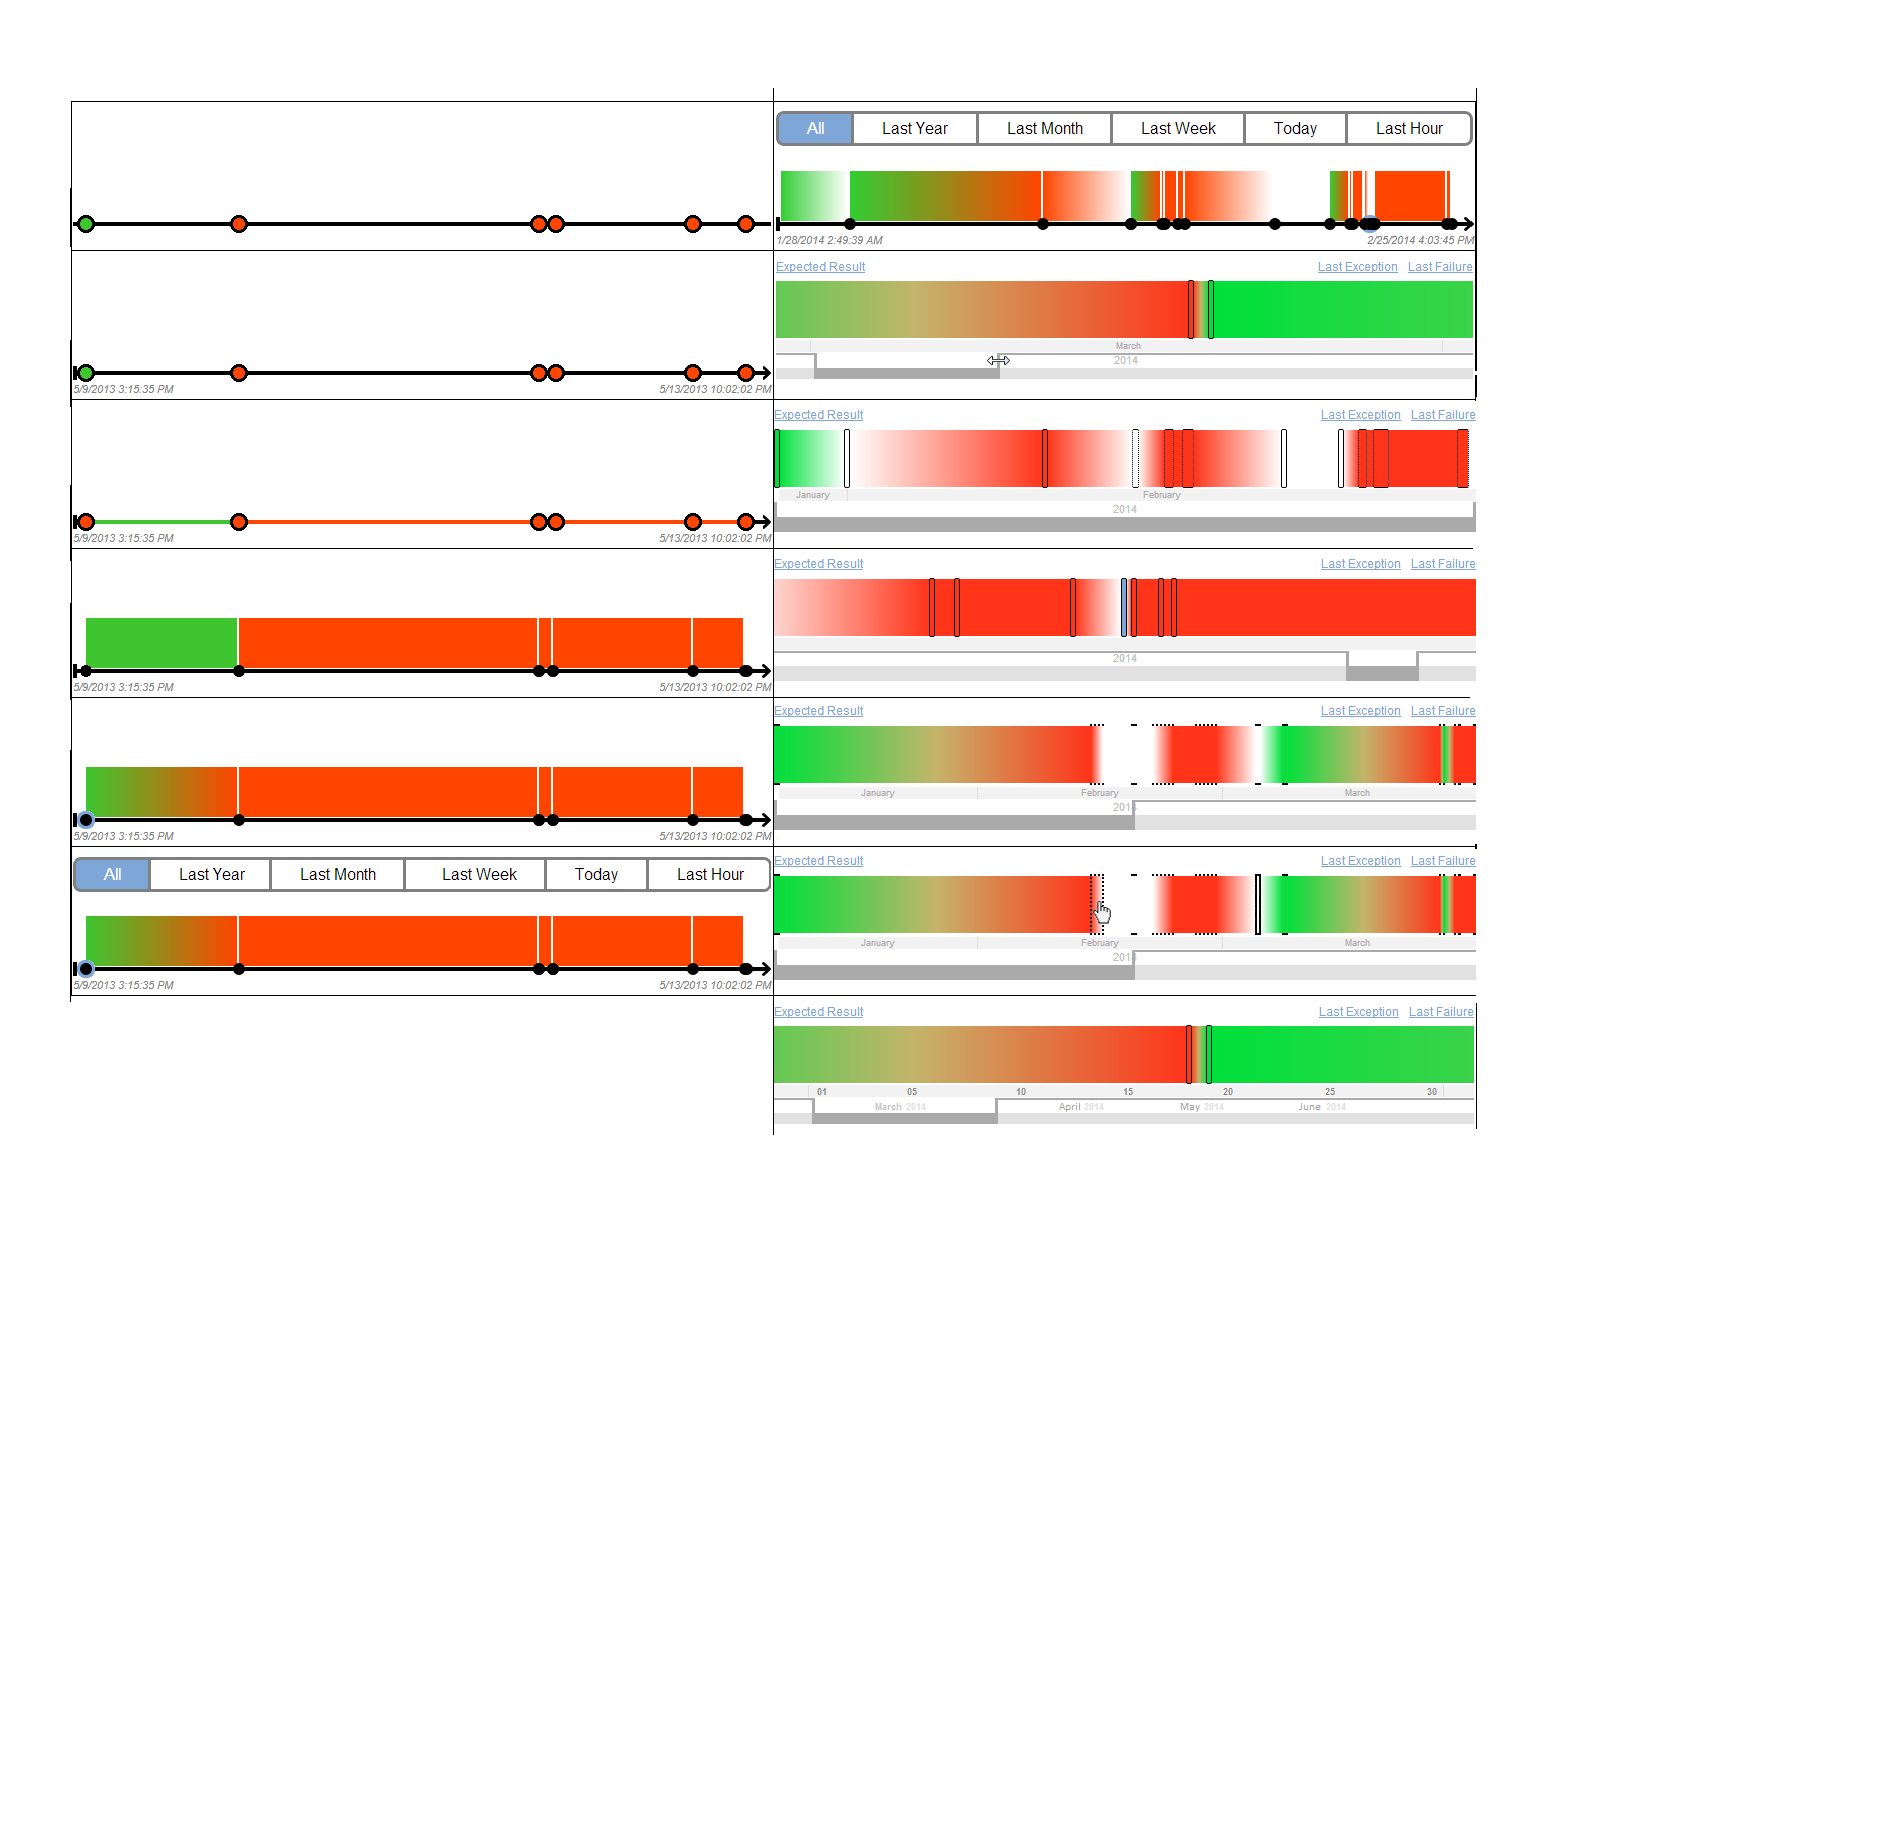 All Last Year Last Month Last Week Today Last Hour
1/28/2014 2:49:39 AM 2/25/2014 4:03:45 PM
Expected Result Last Exception Last Failure
March
2014
5/9/2013 3:15:35 PM 5/13/2013 10:02:02 PM
Expected Result Last Exception Last Failure
January February
2014
5/9/2013 3:15:35 PM 5/13/2013 10:02:02 PM
Expected Result Last Exception Last Failure
2014
5/9/2013 3:15:35 PM 5/13/2013 10:02:02 PM
Expected Result Last Exception Last Failure
January February March
2014
5/9/2013 3:15:35 PM 5/13/2013 10:02:02 PM
All Last Year Last Month Last Week Today Last Hour
Expected Result Last Exception Last Failure
January February March
2014
5/9/2013 3:15:35 PM 5/13/2013 10:02:02 PM
Expected Result Last Exception Last Failure
01 05 10 15 20 25 30
March 2014 April 2014 May 2014 June 2014